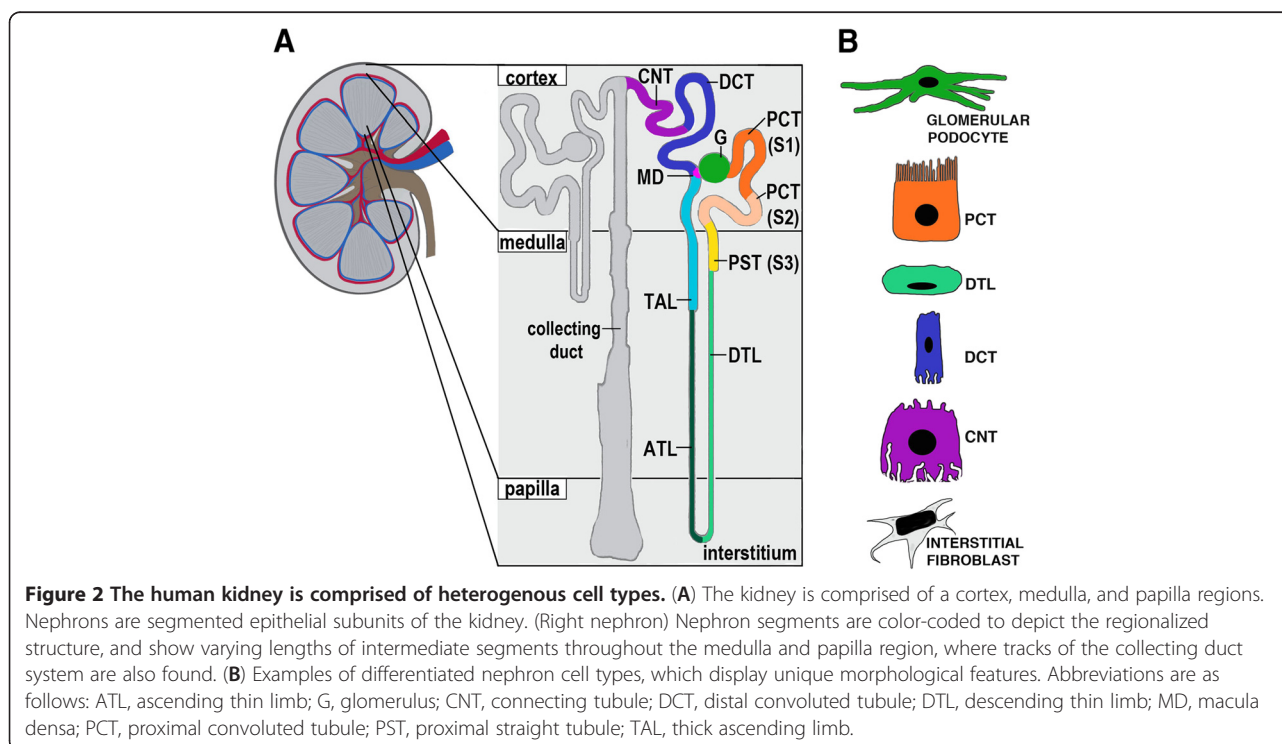 A
B
cortex
CNT
DCT
PCT
(S1)
G
MD
PCT
(S2)
medulla
PST (S3)
TAL
collecting
duct
DTL
ATL
papilla
interstitium
GLOMERULAR
PODOCYTE
PCT
DTL
DCT
CNT
INTERSTITIAL
FIBROBLAST
Figure 2 The human kidney is comprised of heterogenous cell types. (A) The kidney is comprised of a cortex, medulla, and papilla regions.
Nephrons are segmented epithelial subunits of the kidney. (Right nephron) Nephron segments are color-coded to depict the regionalized
structure, and show varying lengths of intermediate segments throughout the medulla and papilla region, where tracks of the collecting duct
system are also found. (B) Examples of differentiated nephron cell types, which display unique morphological features. Abbreviations are as
follows: ATL, ascending thin limb; G, glomerulus; CNT, connecting tubule; DCT, distal convoluted tubule; DTL, descending thin limb; MD, macula
densa; PCT, proximal convoluted tubule; PST, proximal straight tubule; TAL, thick ascending limb.